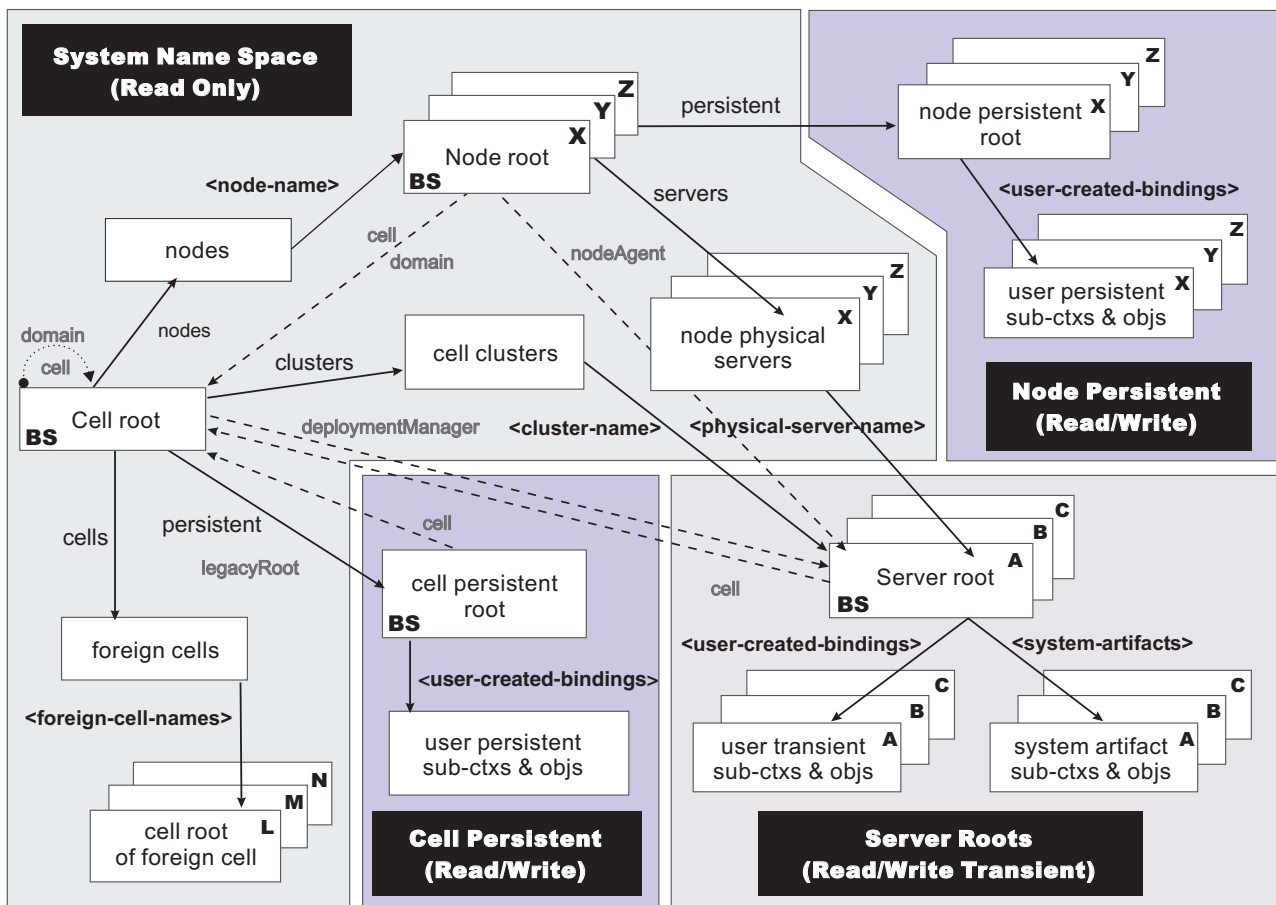 System Name Space
(Read Only)
Z
Y
X
Node root
BS
persistent
Z
Y
X
node persistent
root
<node-name>
servers
<user-created-bindings>
nodes
cell
domain
nodeAgent
Z
Y
X
node physical
servers
Z
Y
X
user persistent
sub-ctxs & objs
domain
cell
nodes
clusters
cell clusters
Cell root
BS
deploymentManager
<cluster-name>
<physical-server-name>
Node Persistent
(Read/Write)
cells
persistent
legacyRoot
cell
cell persistent
root
BS
cell
C
B
A
Server root
BS
foreign cells
<foreign-cell-names>
<user-created-bindings>
<user-created-bindings>
<system-artifacts>
user persistent
sub-ctxs & objs
C
B
A
user transient
sub-ctxs & objs
C
B
A
system artifact
sub-ctxs & objs
N
M
L
cell root
of foreign cell
Cell Persistent
(Read/Write)
Server Roots
(Read/Write Transient)